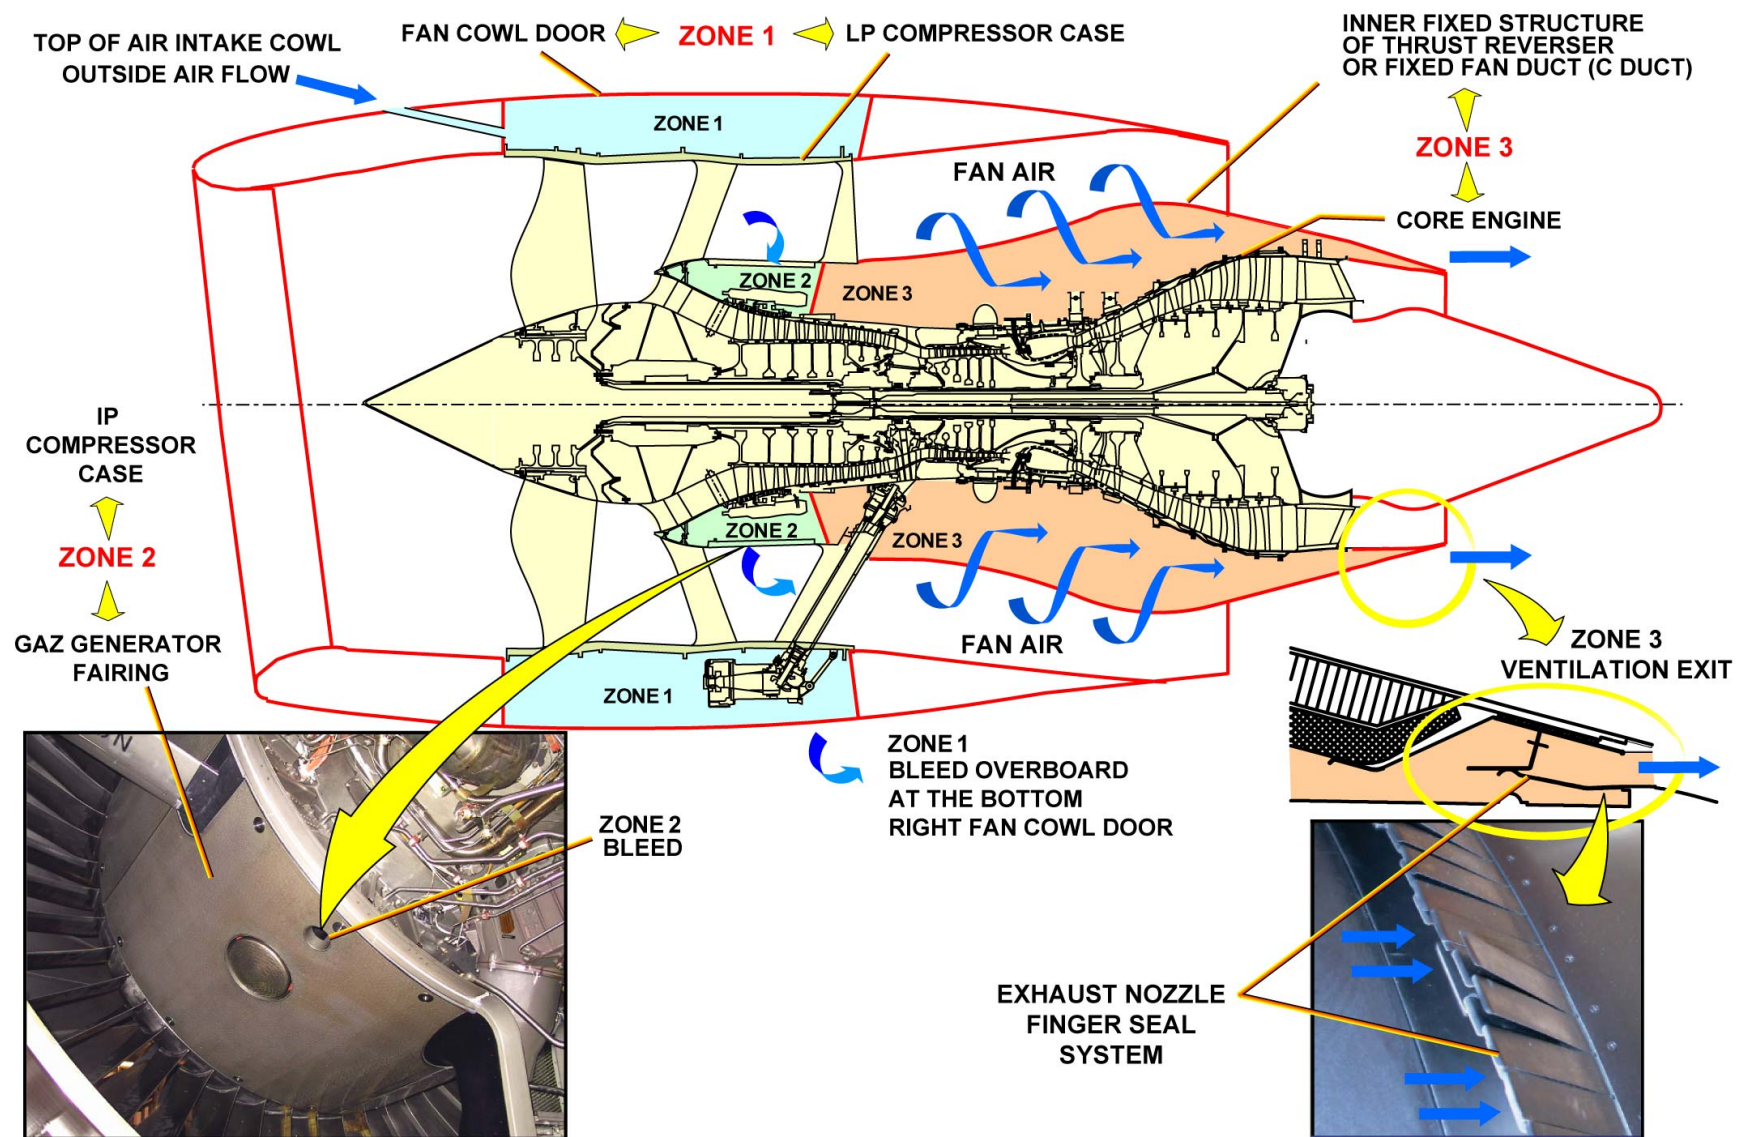 TOP OF AIR INTAKE COWL
OUTSIDE AIR FLOW
FAN COWL DOOR
ZONE 1
LP COMPRESSOR CASE
INNER FIXED STRUCTURE
OF THRUST REVERSER
OR FIXED FAN DUCT (C DUCT)
ZONE 3
CORE ENGINE
ZONE 1
FAN AIR
ZONE 2
ZONE 3
IP
COMPRESSOR
CASE
ZONE 2
GAZ GENERATOR
FAIRING
ZONE 2
ZONE 3
FAN AIR
ZONE 1
ZONE 3
VENTILATION EXIT
ZONE 1
BLEED OVERBOARD
AT THE BOTTOM
RIGHT FAN COWL DOOR
ZONE 2
BLEED
EXHAUST NOZZLE
FINGER SEAL
SYSTEM